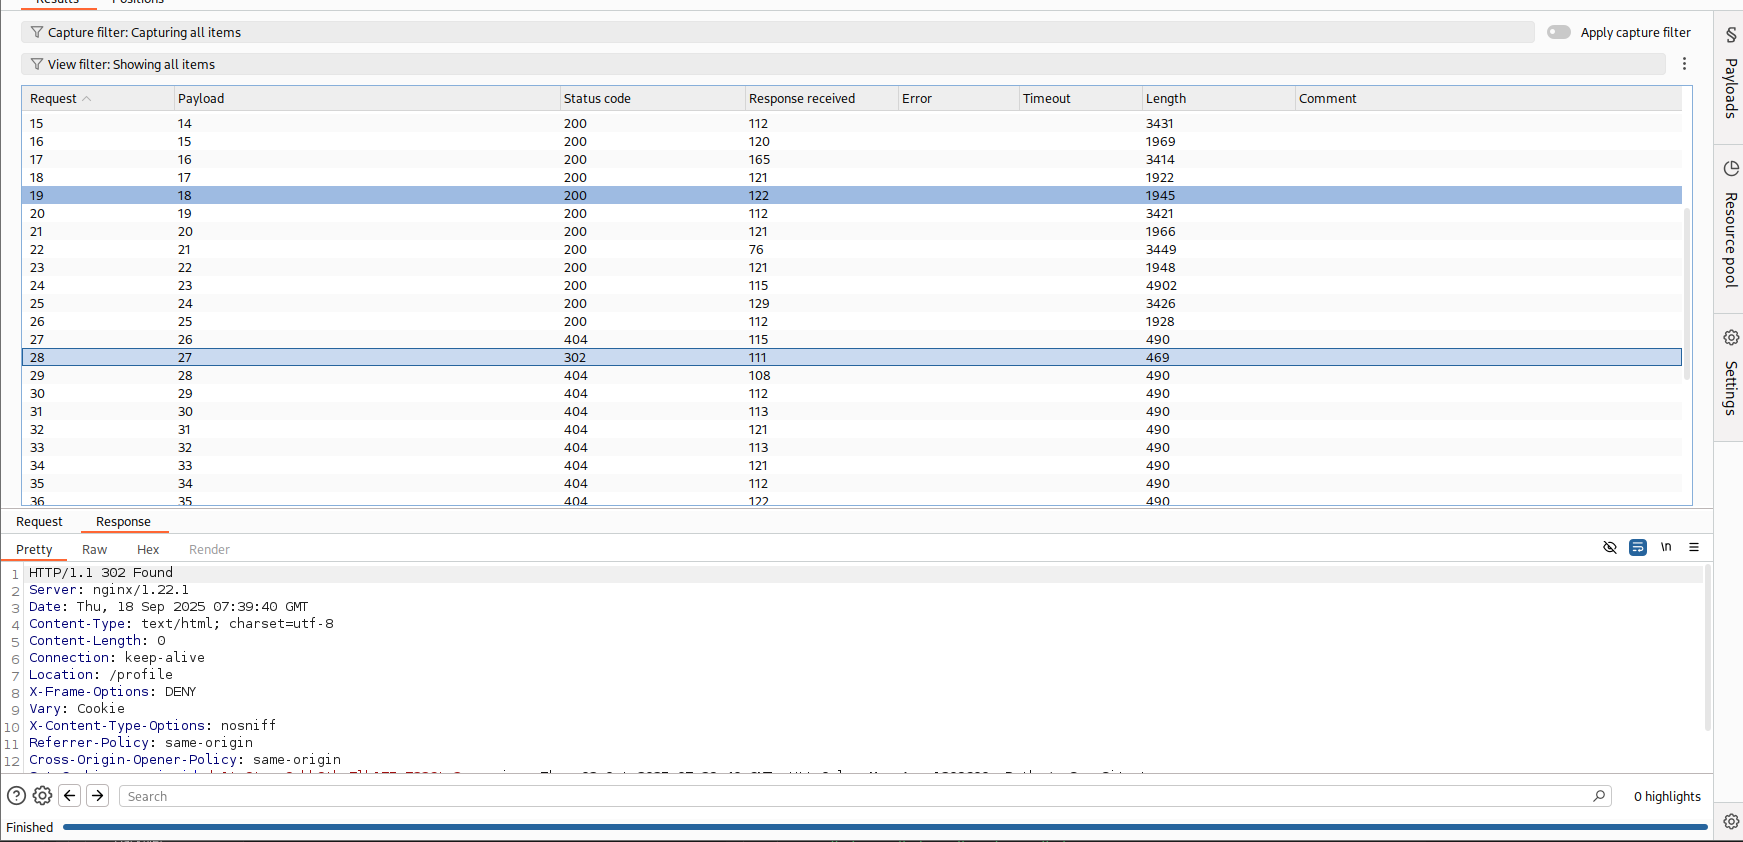 Results Positions
Capture filter: Capturing all items Apply capture filter
View filter: Showing all items
Request Payload Status code Response received Error Timeout Length Comment
15 14 200 112 3431
16 15 200 120 1969
17 16 200 165 3414
18 17 200 121 1922
19 18 200 122 1945
20 19 200 112 3421
21 20 200 121 1966
22 21 200 76 3449
23 22 200 121 1948
24 23 200 115 4902
25 24 200 129 3426
26 25 200 112 1928
27 26 404 115 490
28 27 302 111 469
29 28 404 108 490
30 29 404 112 490
31 30 404 113 490
32 31 404 121 490
33 32 404 113 490
34 33 404 121 490
35 34 404 112 490
36 35 404 122 490
Request Response
Pretty Raw Hex Render
\n
1 HTTP/1.1 302 Found
2 Server: nginx/1.22.1
3 Date: Thu, 18 Sep 2025 07:39:40 GMT
4 Content-Type: text/html; charset=utf-8
5 Content-Length: 0
6 Connection: keep-alive
7 Location: /profile
8 X-Frame-Options: DENY
9 Vary: Cookie
10 X-Content-Type-Options: nosniff
11 Referrer-Policy: same-origin
12 Cross-Origin-Opener-Policy: same-origin
Search 0 highlights
Finished
§ Payloads
Resource pool
Settings